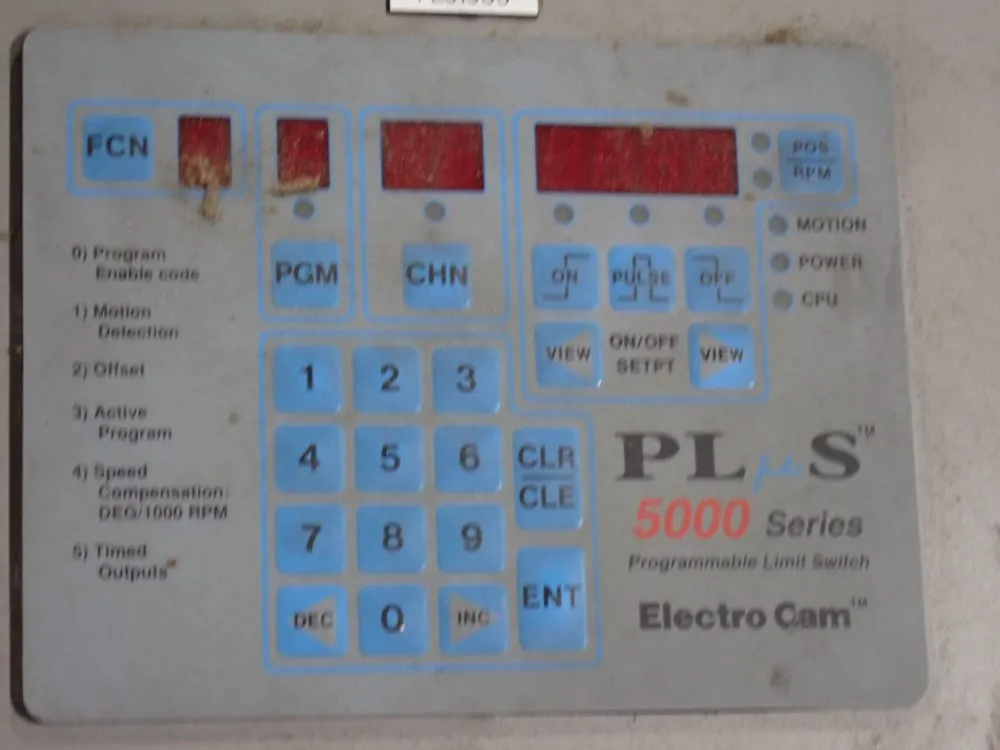 FCN
POS
RPM
MOTION
POWER
CPU
PGM
CHN
ON
PULSE
OFF
VIEW
ON/OFF
SETPT
VIEW
0) Program
Enable code
1) Motion
Detection
2) Offset
3) Active
Program
4) Speed
Compensation:
DEG/1000 RPM
5) Timed
Outputs
1 2 3
4 5 6
7 8 9
DEC 0 INC
CLR
CLE
ENT
PLµS™
5000 Series
Programmable Limit Switch
Electro Cam™